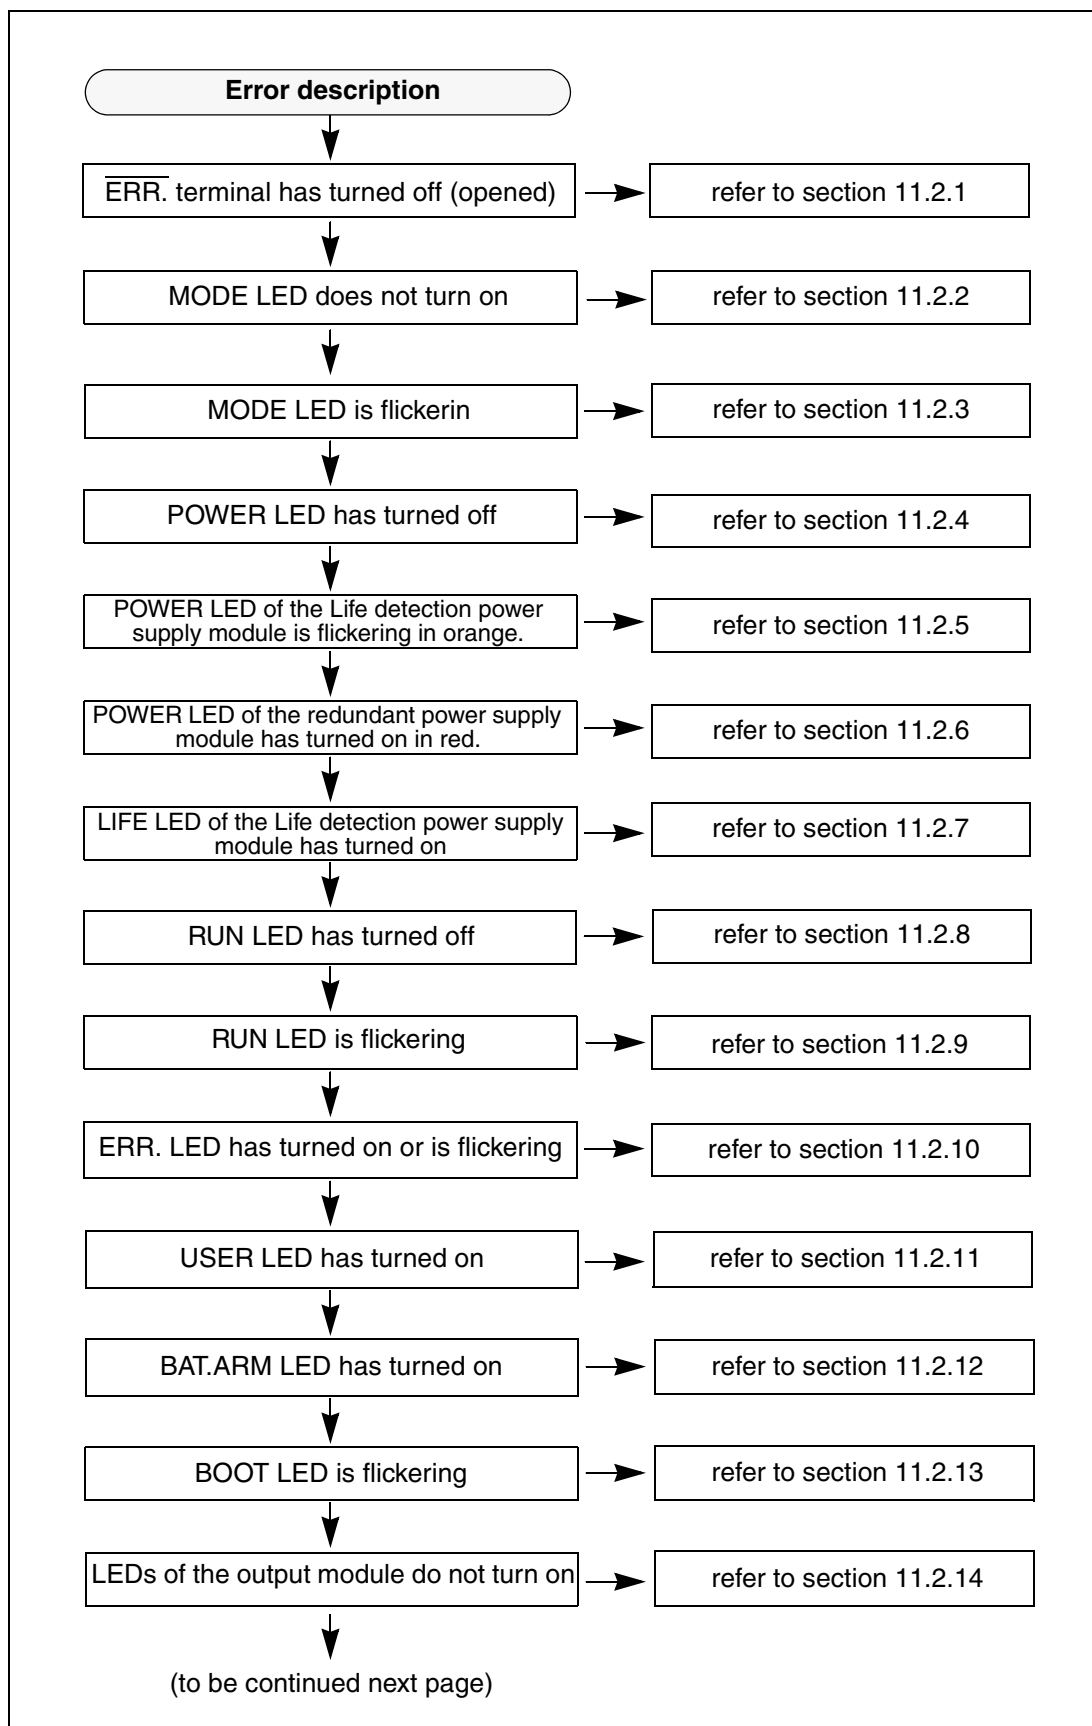 Error description
ERR. terminal has turned off (opened)
refer to section 11.2.1
MODE LED does not turn on
refer to section 11.2.2
MODE LED is flickerin
refer to section 11.2.3
POWER LED has turned off
refer to section 11.2.4
POWER LED of the Life detection power
supply module is flickering in orange.
refer to section 11.2.5
POWER LED of the redundant power supply
module has turned on in red.
refer to section 11.2.6
LIFE LED of the Life detection power supply
module has turned on
refer to section 11.2.7
RUN LED has turned off
refer to section 11.2.8
RUN LED is flickering
refer to section 11.2.9
ERR. LED has turned on or is flickering
refer to section 11.2.10
USER LED has turned on
refer to section 11.2.11
BAT.ARM LED has turned on
refer to section 11.2.12
BOOT LED is flickering
refer to section 11.2.13
LEDs of the output module do not turn on
refer to section 11.2.14
(to be continued next page)